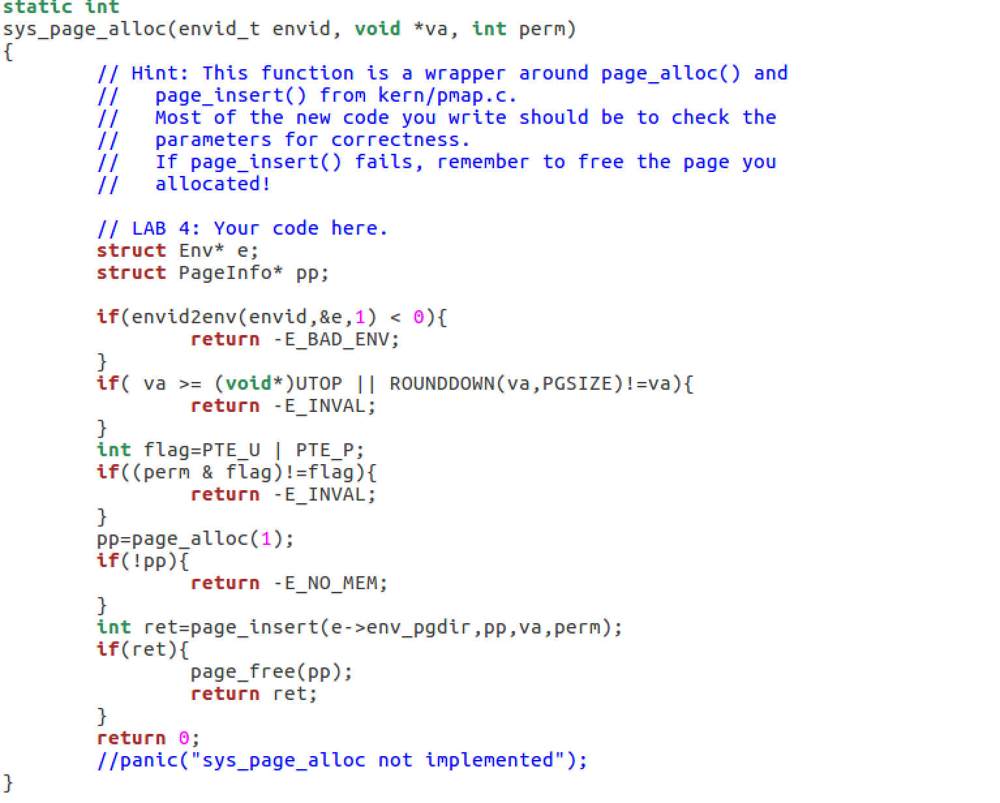 static int
sys_page_alloc(envid_t envid, void *va, int perm)
{
        // Hint: This function is a wrapper around page_alloc() and
        //   page_insert() from kern/pmap.c.
        //   Most of the new code you write should be to check the
        //   parameters for correctness.
        //   If page_insert() fails, remember to free the page you
        //   allocated!

        // LAB 4: Your code here.
        struct Env* e;
        struct PageInfo* pp;

        if(envid2env(envid,&e,1) < 0){
                return -E_BAD_ENV;
        }
        if( va >= (void*)UTOP || ROUNDDOWN(va,PGSIZE)!=va){
                return -E_INVAL;
        }
        int flag=PTE_U | PTE_P;
        if((perm & flag)!=flag){
                return -E_INVAL;
        }
        pp=page_alloc(1);
        if(!pp){
                return -E_NO_MEM;
        }
        int ret=page_insert(e->env_pgdir,pp,va,perm);
        if(ret){
                page_free(pp);
                return ret;
        }
        return 0;
        //panic("sys_page_alloc not implemented");
}